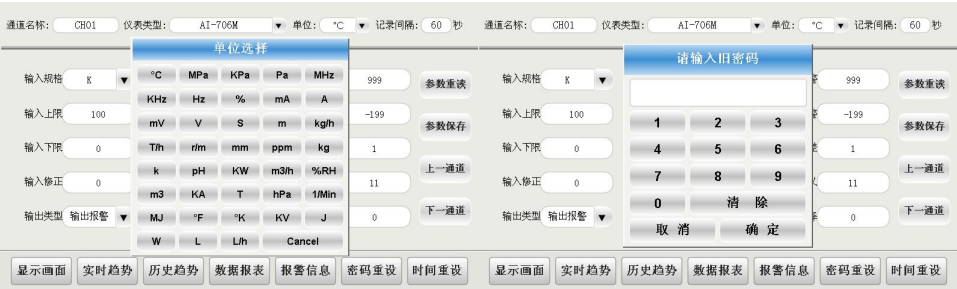 通道名称: CH01 仪表类型: AI-706M 单位: °C 记录间隔: 60 秒
单位选择
°C MPa KPa Pa MHz
KHz Hz % mA A
mV V S m kg/h
T/h r/m mm ppm kg
k pH KW m3/h %RH
m3 KA T hPa 1/Min
MJ °F °K KV J
W L L/h Cancel
输入规格 K 999 参数重读
输入上限 100 -199 参数保存
输入下限 0 1 上一通道
输入修正 0 11
输出类型 输出报警 0 下一通道
显示画面 实时趋势 历史趋势 数据报表 报警信息 密码重设 时间重设
通道名称: CH01 仪表类型: AI-706M 单位: °C 记录间隔: 60 秒
请输入旧密码
1 2 3
4 5 6
7 8 9
0 清 除
取 消 确 定
输入规格 K 999 参数重读
输入上限 100 -199 参数保存
输入下限 0 1 上一通道
输入修正 0 11
输出类型 输出报警 0 下一通道
显示画面 实时趋势 历史趋势 数据报表 报警信息 密码重设 时间重设